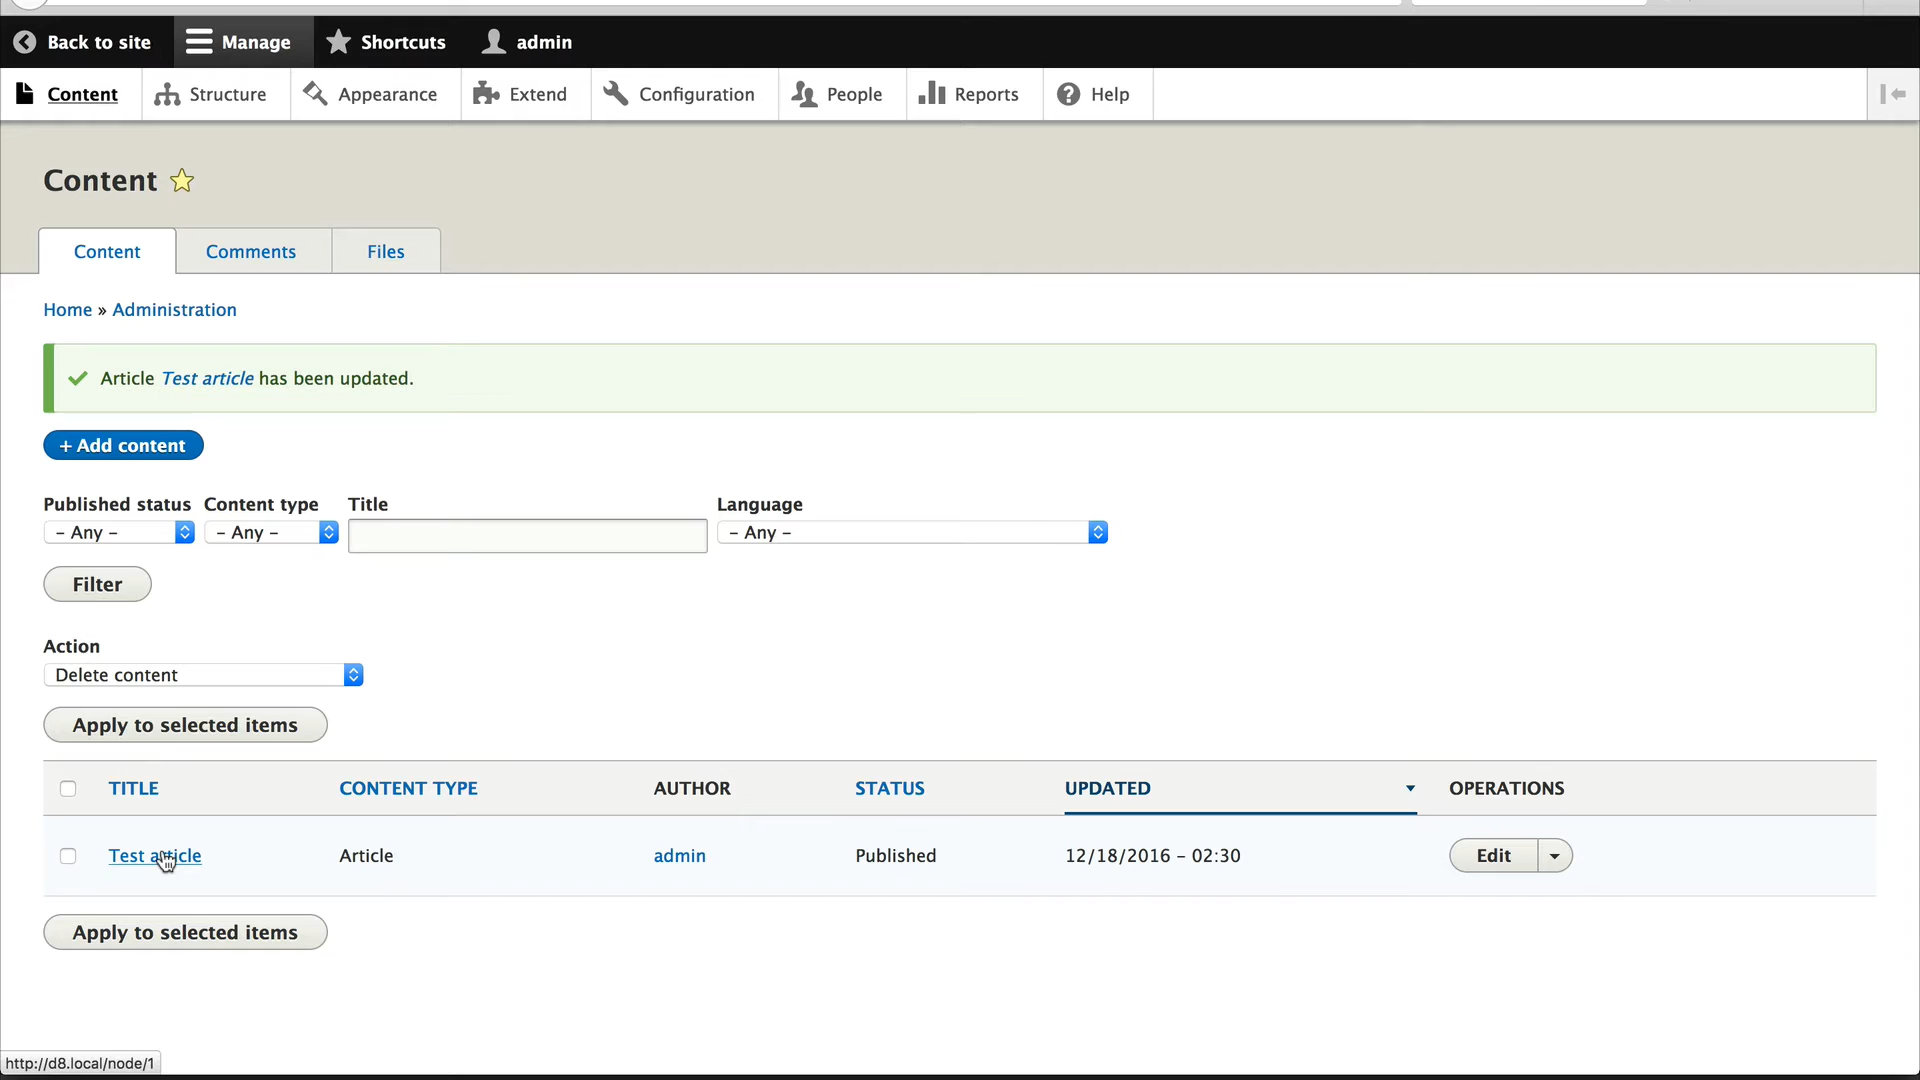 Back to site Manage Shortcuts admin
Content Structure Appearance Extend Configuration People Reports Help
Content
Content Comments Files
Home » Administration
Article Test article has been updated.
+ Add content
Published status Content type Title Language
– Any – – Any – – Any –
Filter
Action
Delete content
Apply to selected items
TITLE CONTENT TYPE AUTHOR STATUS UPDATED OPERATIONS
Test article Article admin Published 12/18/2016 – 02:30 Edit
Apply to selected items
http://d8.local/node/1